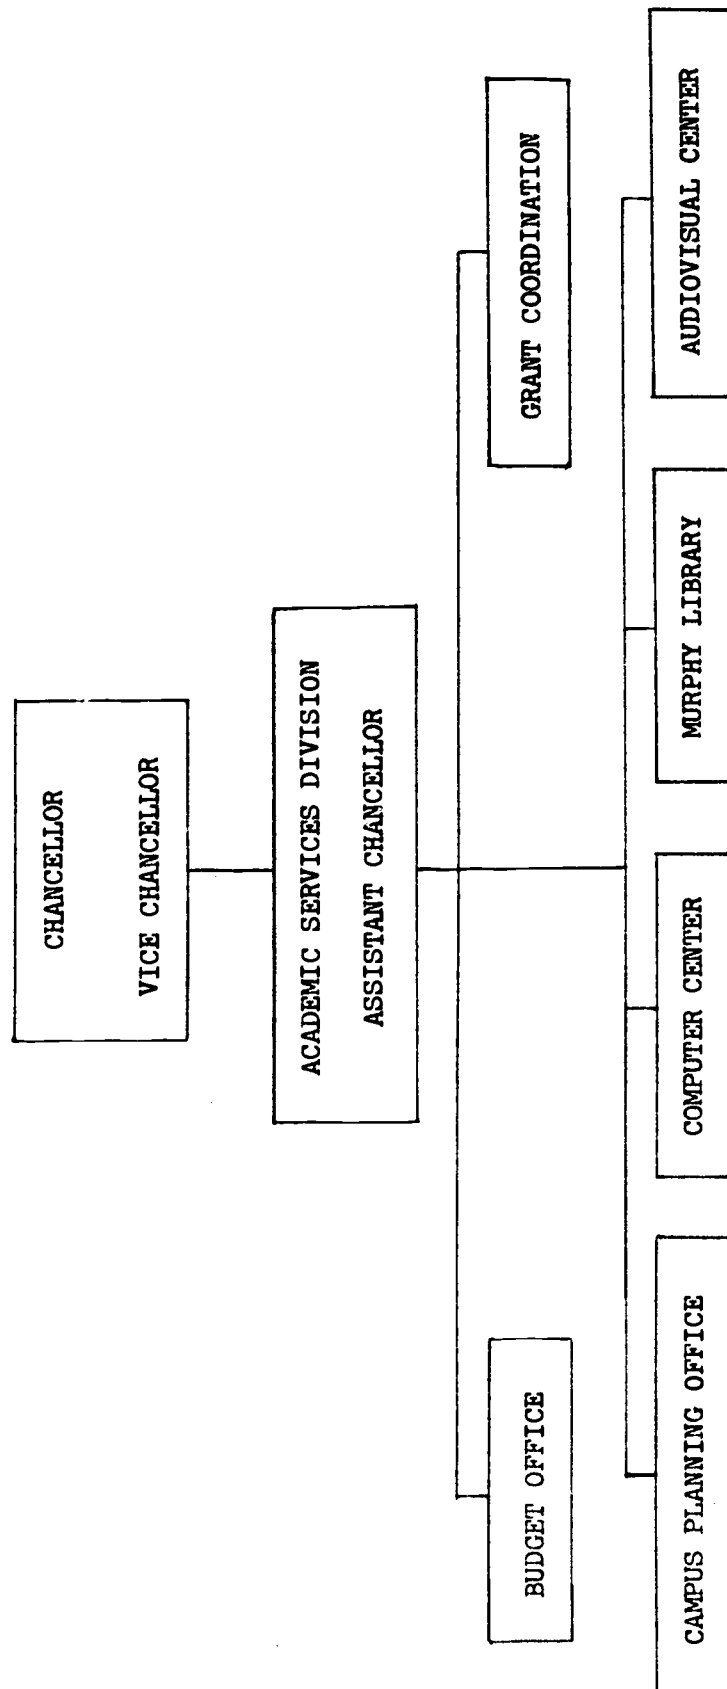 CHANCELLOR
VICE CHANCELLOR
ACADEMIC SERVICES DIVISION
ASSISTANT CHANCELLOR
BUDGET OFFICE
GRANT COORDINATION
CAMPUS PLANNING OFFICE
COMPUTER CENTER
MURPHY LIBRARY
AUDIOVISUAL CENTER